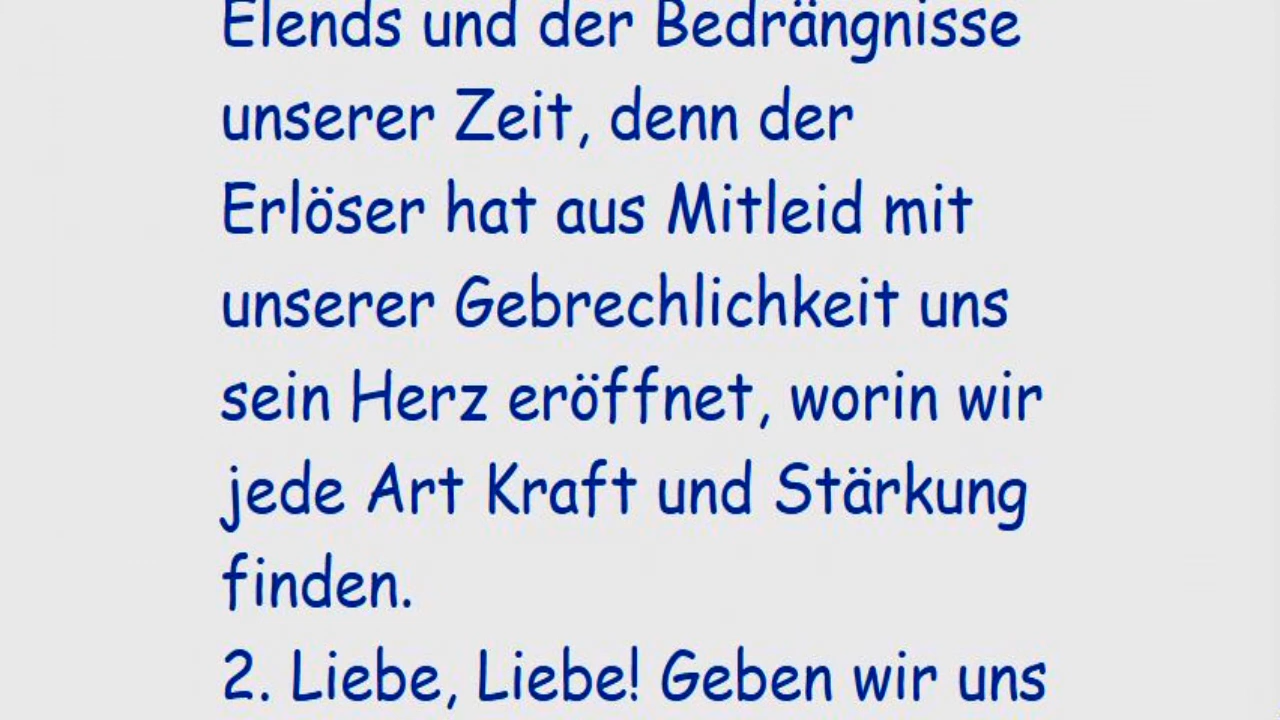 Elends und der Bedrängnisse
unserer Zeit, denn der
Erlöser hat aus Mitleid mit
unserer Gebrechlichkeit uns
sein Herz eröffnet, worin wir
jede Art Kraft und Stärkung
finden.
2. Liebe, Liebe! Geben wir uns